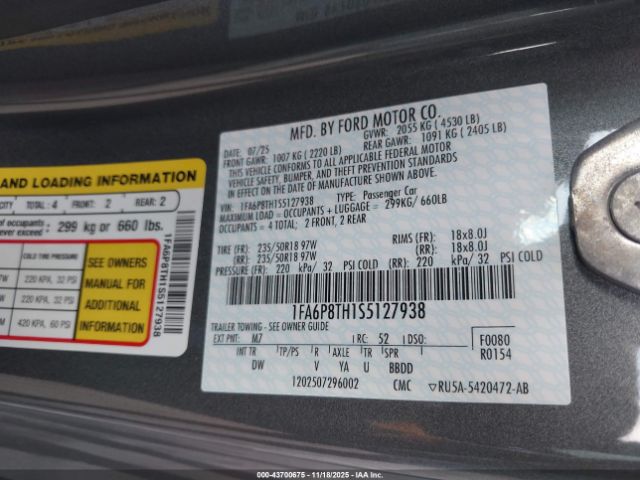 MFD. BY FORD MOTOR CO.
DATE: 07/25 GVWR: 2055 KG ( 4530 LB)
FRONT GAWR: 1007 KG ( 2220 LB) REAR GAWR: 1091 KG ( 2405 LB)
THIS VEHICLE CONFORMS TO ALL APPLICABLE FEDERAL MOTOR
VEHICLE SAFETY AND THEFT PREVENTION STANDARDS
IN EFFECT ON THE DATE OF MANUFACTURE SHOWN ABOVE.
VIN: 1FA6P8TH1S5127938 TYPE: Passenger Car
MAXIMUM LOAD = OCCUPANTS + LUGGAGE = 299KG/ 660LB
OCCUPANTS = 4 TOTAL; 2 FRONT, 2 REAR
TIRE (FR): 235/50R18 97W RIMS (FR): 18x8.0J
(RR): 235/50R18 97W (RR): 18x8.0J
PRESSURE (FR): 220 kPa/ 32 PSI COLD (RR): 220 kPa/ 32 PSI COLD
1FA6P8TH1S5127938
TRAILER TOWING - SEE OWNER GUIDE
EXT PNT: M7 RC: 52 DSO: F0080
R0154
INT TR TP/PS R AXLE TR SPR
DW V YA U BBDD
1202507296002 CMC ▽RU5A-5420472-AB
AND LOADING INFORMATION
CITY TOTAL: 4 FRONT: 2 REAR: 2
of occupants
never exceed: 299 kg or 660 lbs.
COLD TIRE PRESSURE
220 KPA, 32 PSI
220 KPA, 32 PSI
420 KPA, 60 PSI
SEE OWNERS
MANUAL FOR
ADDITIONAL
INFORMATION
1FA6P8TH1S5127938
000-43700675 - 11/18/2025 - IAAC